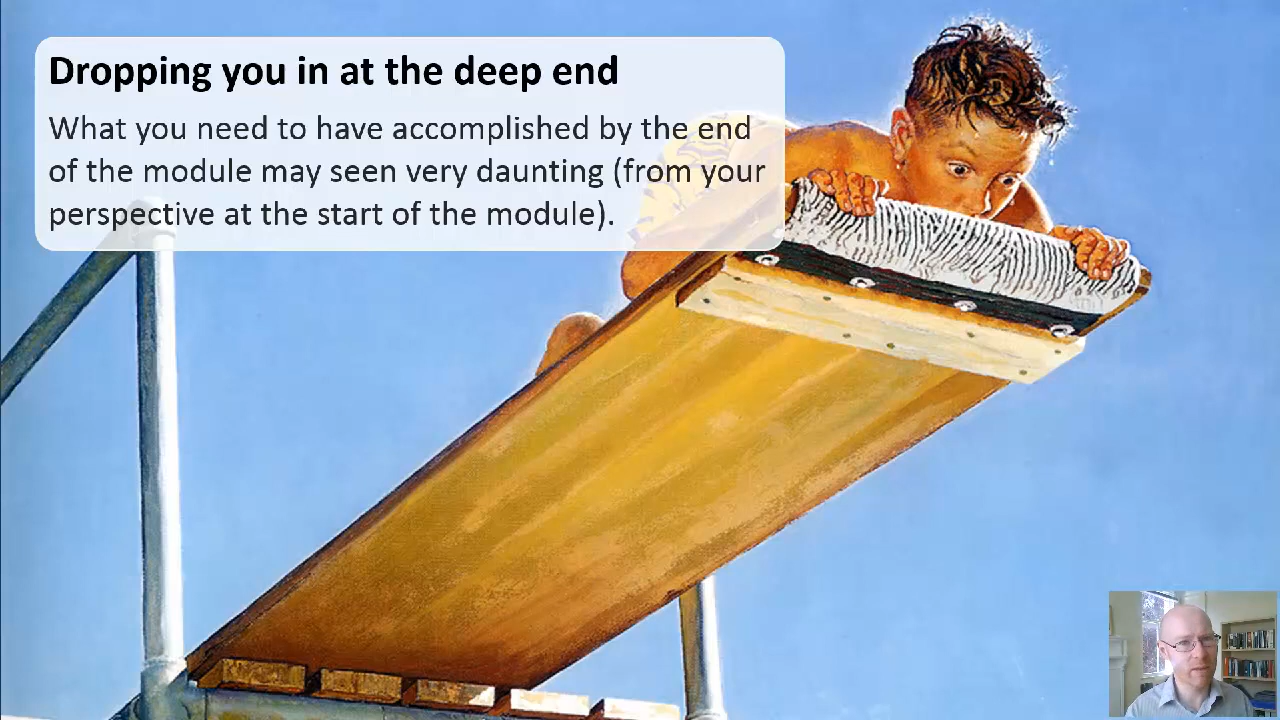 Dropping you in at the deep end
What you need to have accomplished by the end
of the module may seen very daunting (from your
perspective at the start of the module).